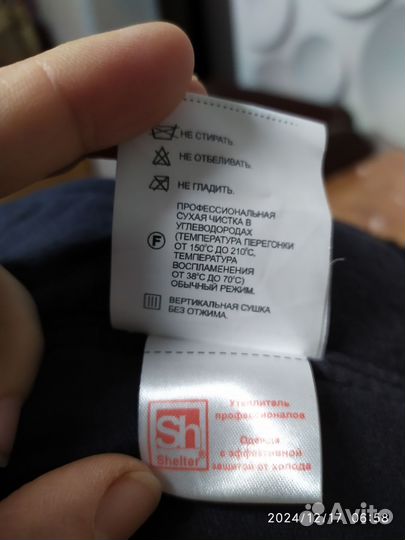 НЕ СТИРАТЬ.
НЕ ОТБЕЛИВАТЬ.
НЕ ГЛАДИТЬ.
ПРОФЕССИОНАЛЬНАЯ
СУХАЯ ЧИСТКА В
УГЛЕВОДОРОДАХ
(ТЕМПЕРАТУРА ПЕРЕГОНКИ
ОТ 150°С ДО 210°С,
ТЕМПЕРАТУРА
ВОСПЛАМЕНЕНИЯ
ОТ 38°С ДО 70°С)
ОБЫЧНЫЙ РЕЖИМ.
F
ВЕРТИКАЛЬНАЯ СУШКА
БЕЗ ОТЖИМА.
Утеплитель
профессионалов
Sh
Shelter®
Одежда
с эффективной
защитой от холода
2024/12/17 06:58
Avito